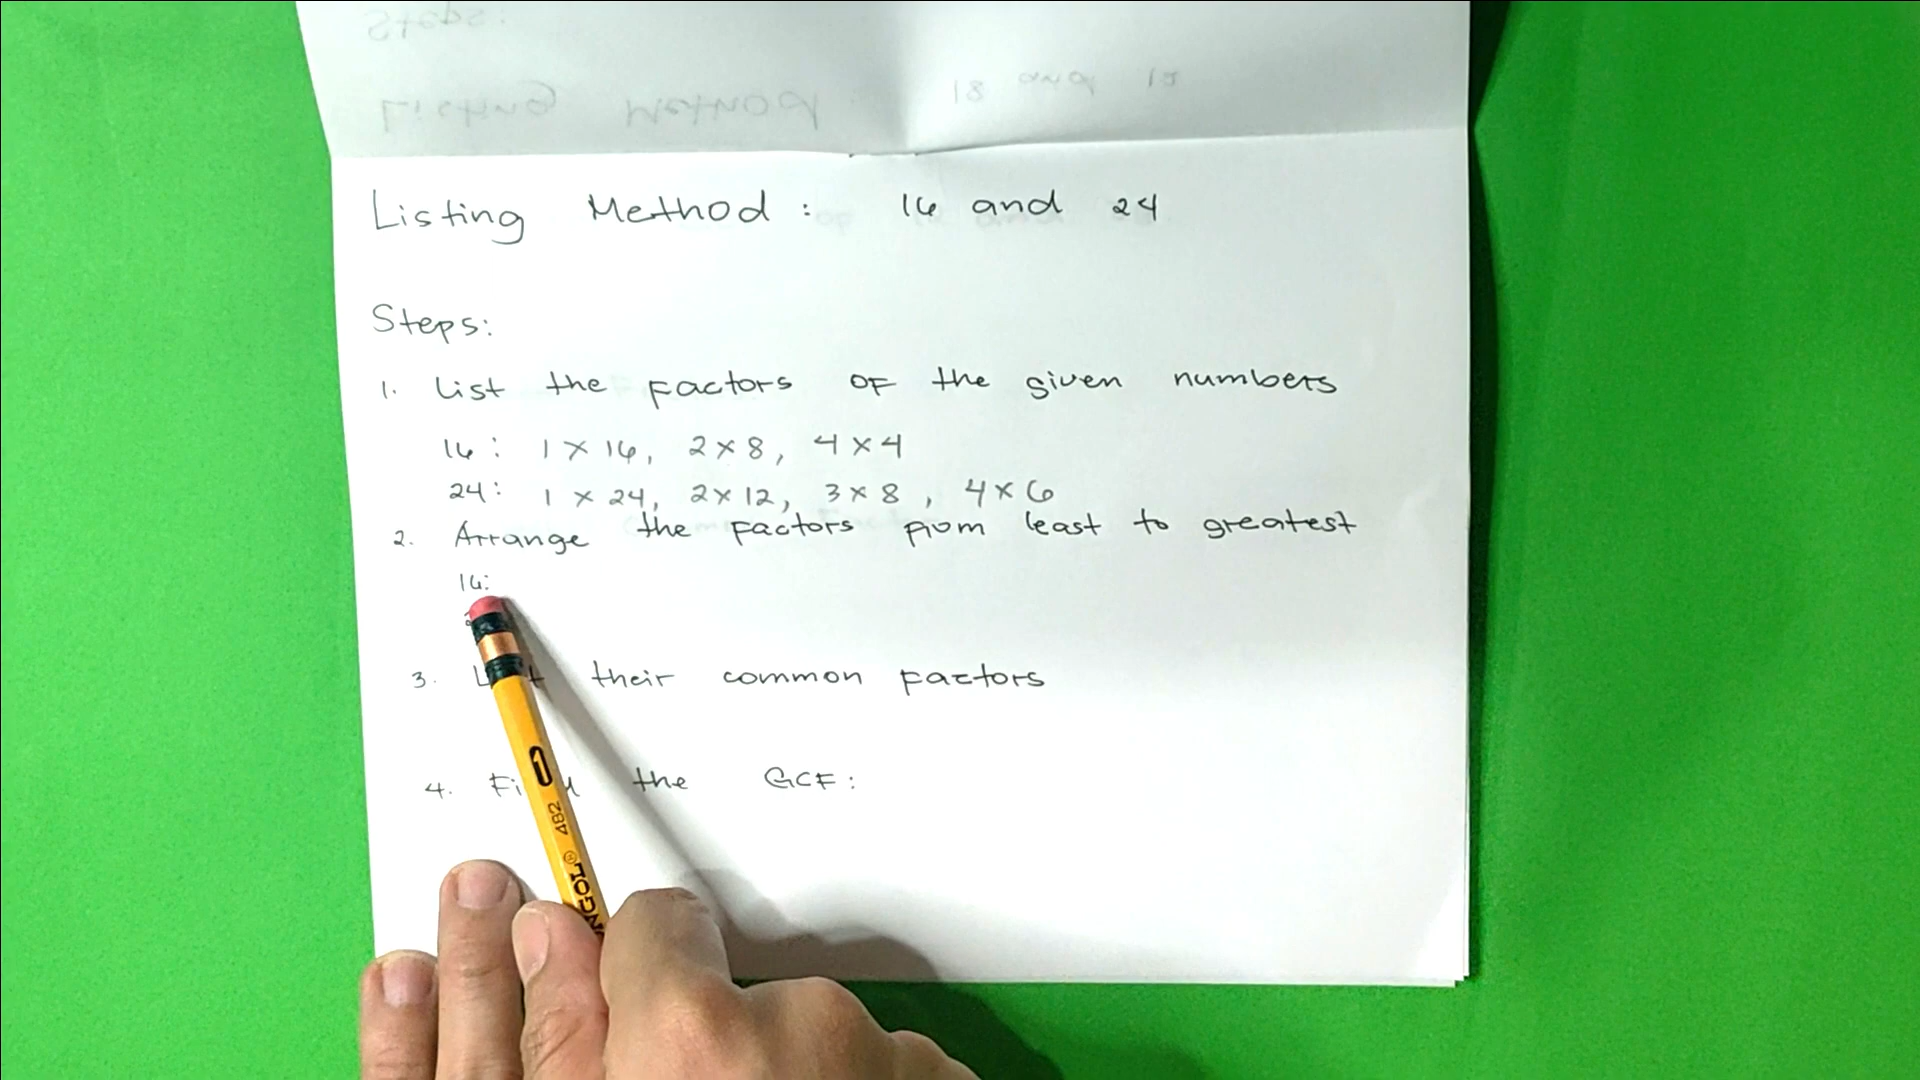 Listing Method : 16 and 24
Steps:
1. List the factors of the given numbers
16 : 1 x 16, 2 x 8, 4 x 4
24 : 1 x 24, 2 x 12, 3 x 8 , 4 x 6
2. Arrange the factors from least to greatest
16:
3. their common factors
4. the GCF :
1
482